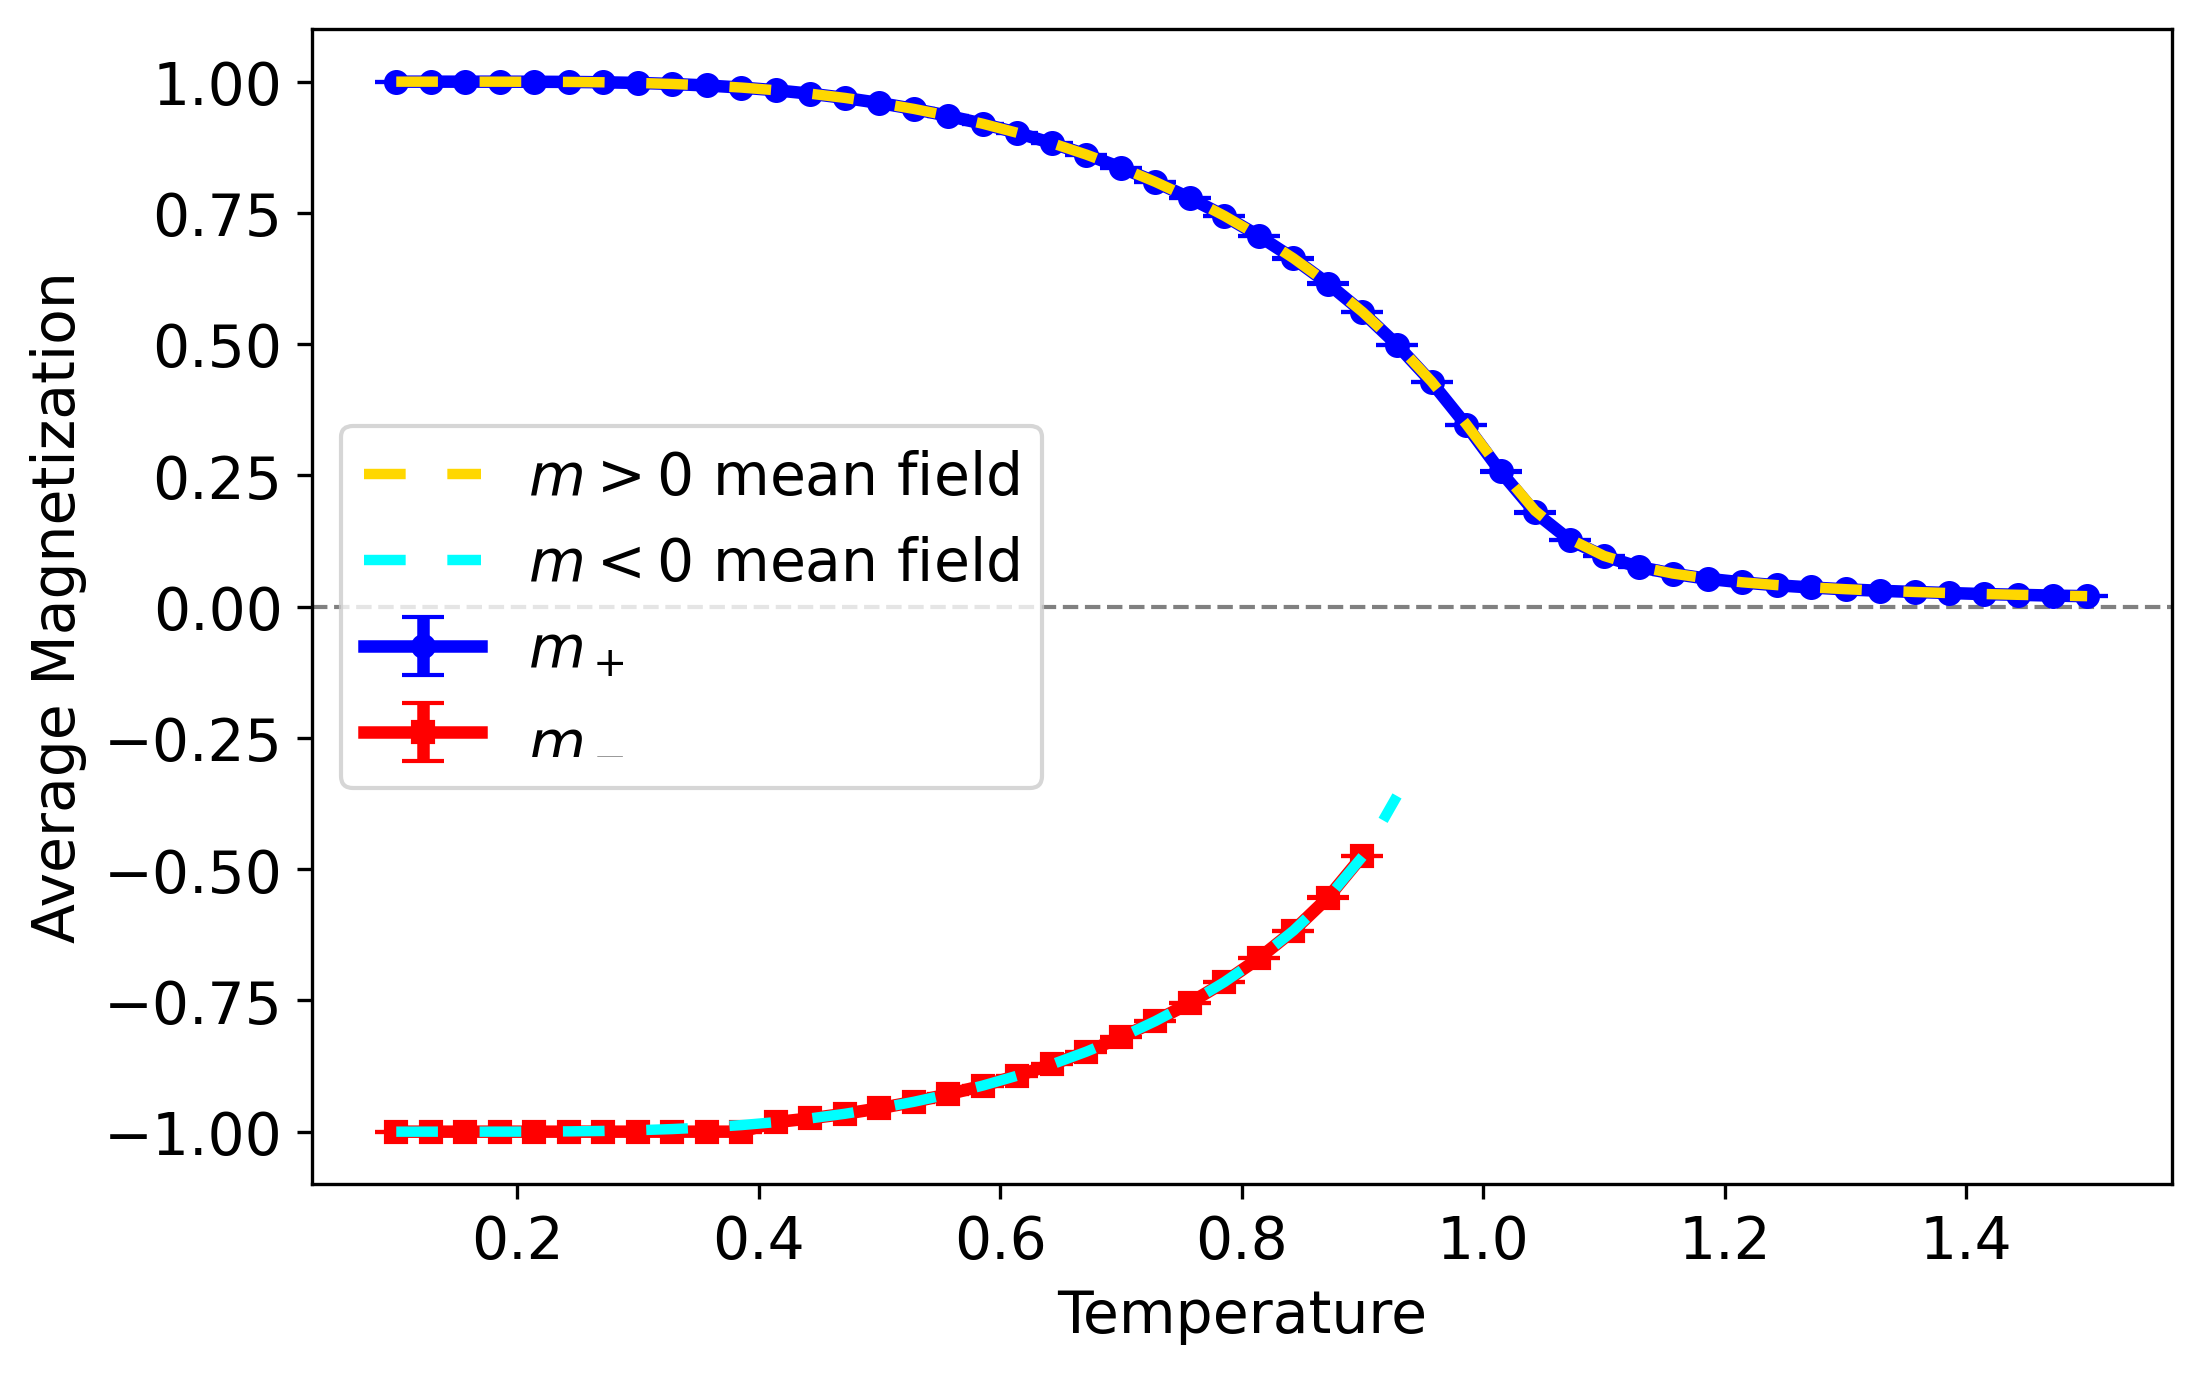 1.00
0.75
0.50
0.25
0.00
−0.25
−0.50
−0.75
−1.00
Average Magnetization
m > 0 mean field
m < 0 mean field
m₊
m₋
0.2 0.4 0.6 0.8 1.0 1.2 1.4
Temperature